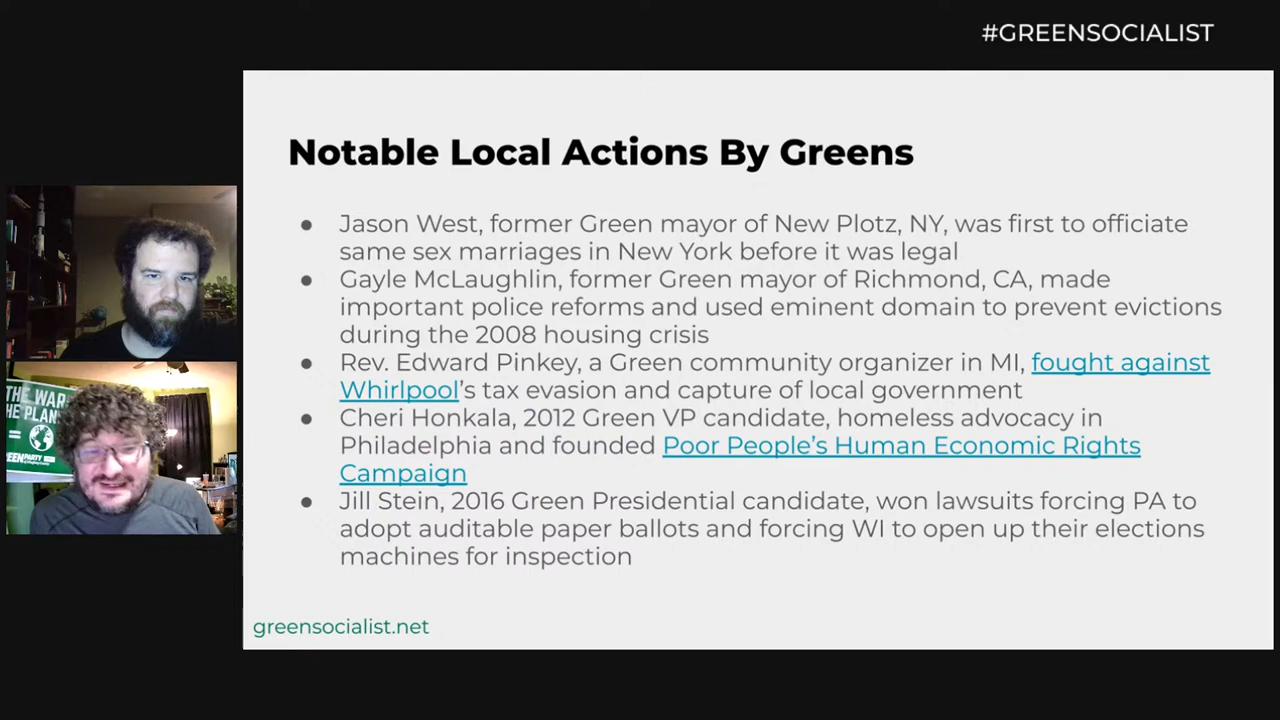 #GREENSOCIALIST
Notable Local Actions By Greens
● Jason West, former Green mayor of New Plotz, NY, was first to officiate
same sex marriages in New York before it was legal
● Gayle McLaughlin, former Green mayor of Richmond, CA, made
important police reforms and used eminent domain to prevent evictions
during the 2008 housing crisis
● Rev. Edward Pinkey, a Green community organizer in MI, fought against
Whirlpool's tax evasion and capture of local government
● Cheri Honkala, 2012 Green VP candidate, homeless advocacy in
Philadelphia and founded Poor People's Human Economic Rights
Campaign
● Jill Stein, 2016 Green Presidential candidate, won lawsuits forcing PA to
adopt auditable paper ballots and forcing WI to open up their elections
machines for inspection
greensocialist.net
THE WAR
HE PLAN
=
REENPARTY